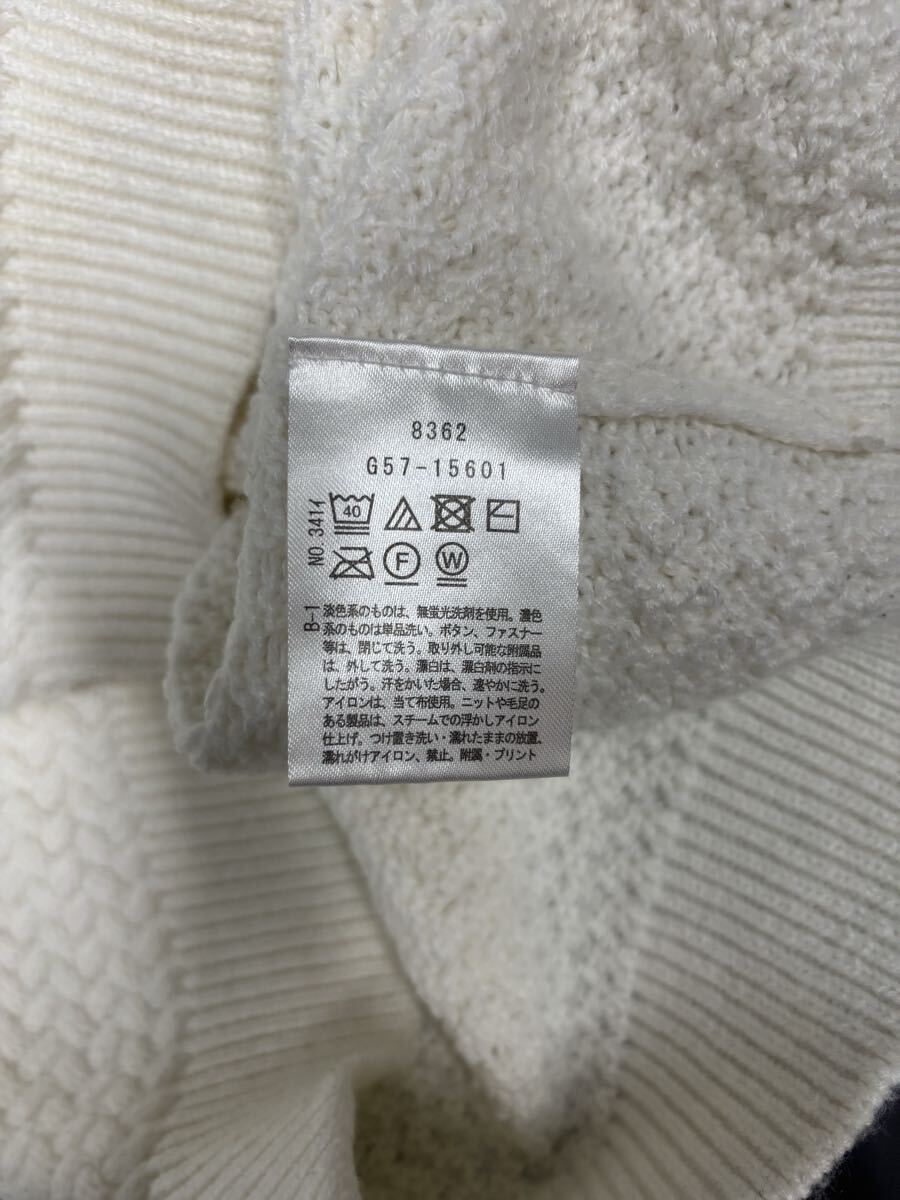 8362
G57-15601
NO.341ｲ
40
F
W
B-1
淡色系のものは、無蛍光洗剤を使用。濃色
系のものは単品洗い。ボタン、ファスナー
等は、閉じて洗う。取り外し可能な附属品
は、外して洗う。漂白は、漂白剤の指示に
したがう。汗をかいた場合、速やかに洗う。
アイロンは、当て布使用。ニットや毛足の
ある製品は、スチームでの浮かしアイロン
仕上げ。つけ置き洗い・濡れたままの放置、
濡れがけアイロン、禁止。附属・プリント